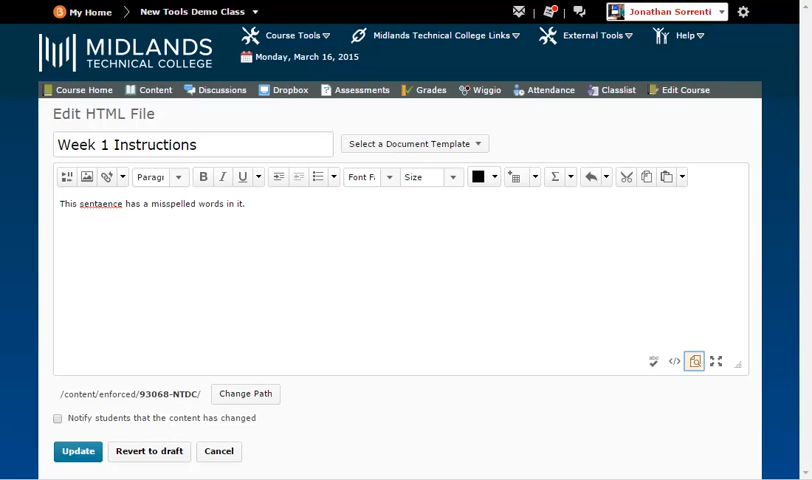 My Home
New Tools Demo Class
Jonathan Sorrenti
MIDLANDS
TECHNICAL COLLEGE
Course Tools
Midlands Technical College Links
External Tools
Help
Monday, March 16, 2015
Course Home
Content
Discussions
Dropbox
Assessments
Grades
Wiggio
Attendance
Classlist
Edit Course
Edit HTML File
Week 1 Instructions
Select a Document Template
Paragr
B
I
U
Font Fa
Size
Σ
This sentaence has a misspelled words in it.
abc
</>
/content/enforced/93068-NTDC/
Change Path
Notify students that the content has changed
Update
Revert to draft
Cancel